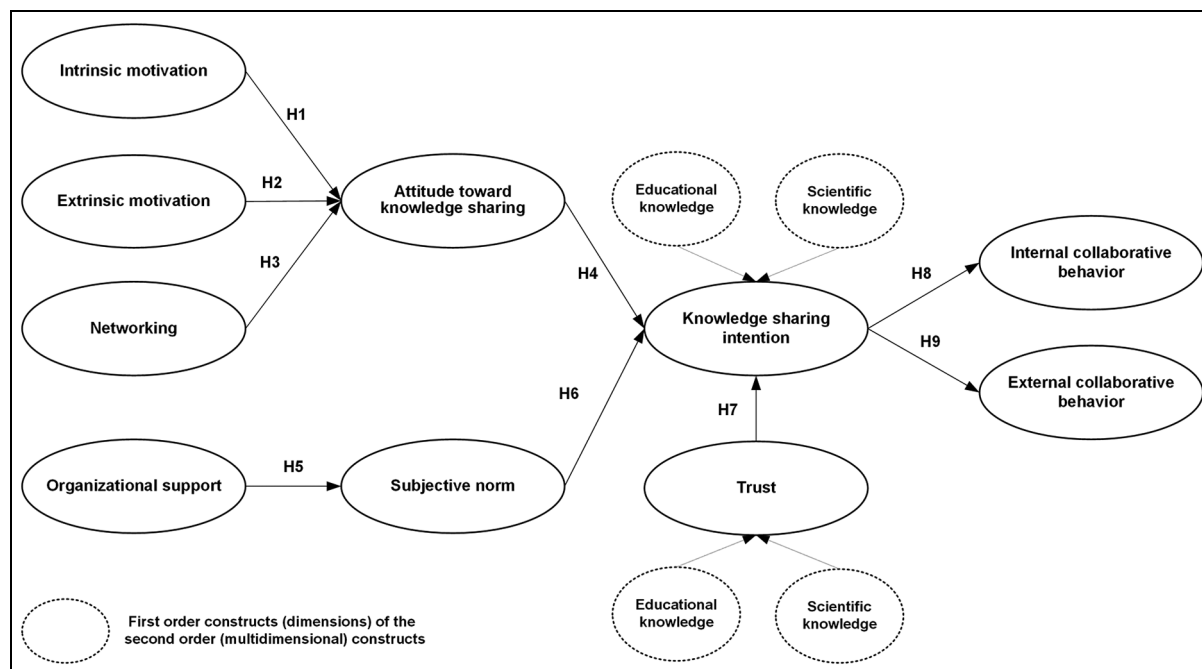 Intrinsic motivation
H1
Extrinsic motivation
H2
Attitude toward
knowledge sharing
Educational
knowledge
Scientific
knowledge
H3
H4
Networking
Knowledge sharing
intention
H8
Internal collaborative
behavior
H9
External collaborative
behavior
H6
H7
Organizational support
H5
Subjective norm
Trust
Educational
knowledge
Scientific
knowledge
First order constructs (dimensions) of the
second order (multidimensional) constructs